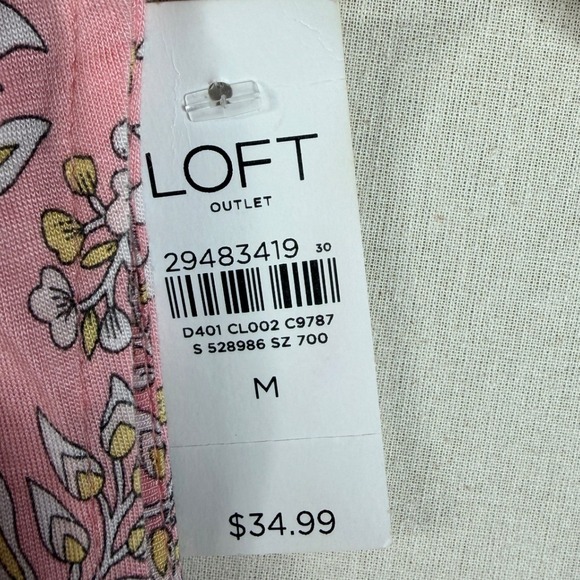 LOFT
OUTLET
29483419 30
D401 CL002 C9787
S 528986 SZ 700
M
$34.99